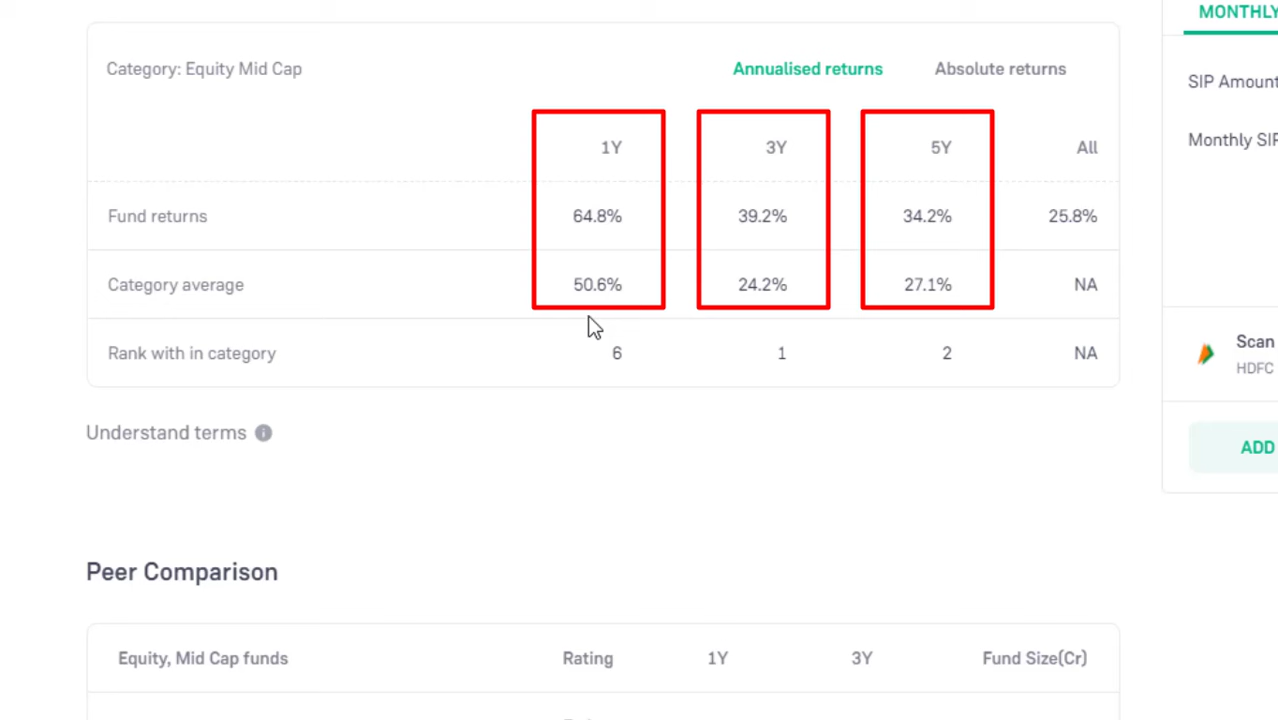 MONTHLY
Category: Equity Mid Cap Annualised returns Absolute returns
SIP Amount
1Y 3Y 5Y All
Monthly SIP
Fund returns 64.8% 39.2% 34.2% 25.8%
Category average 50.6% 24.2% 27.1% NA
Rank with in category 6 1 2 NA
Scan
HDFC
Understand terms
ADD
Peer Comparison
Equity, Mid Cap funds Rating 1Y 3Y Fund Size(Cr)